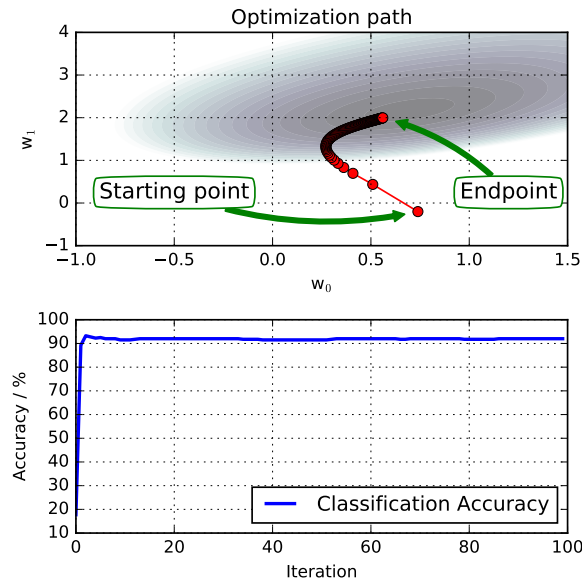 Optimization path
4
3
2
1
0
−1
w₁
Starting point
Endpoint
−1.0 −0.5 0.0 0.5 1.0 1.5
w₀
100
90
80
70
60
50
40
30
20
10
Accuracy / %
Classification Accuracy
0 20 40 60 80 100
Iteration